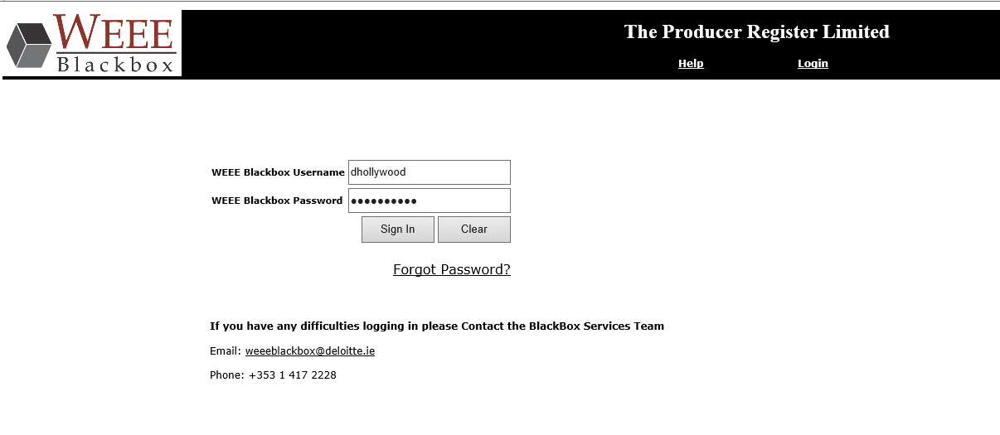 WEEE
Blackbox
The Producer Register Limited
Help Login
WEEE Blackbox Username dhollywood
WEEE Blackbox Password ●●●●●●●●●●
Sign In Clear
Forgot Password?
If you have any difficulties logging in please Contact the BlackBox Services Team
Email: weeeblackbox@deloitte.ie
Phone: +353 1 417 2228